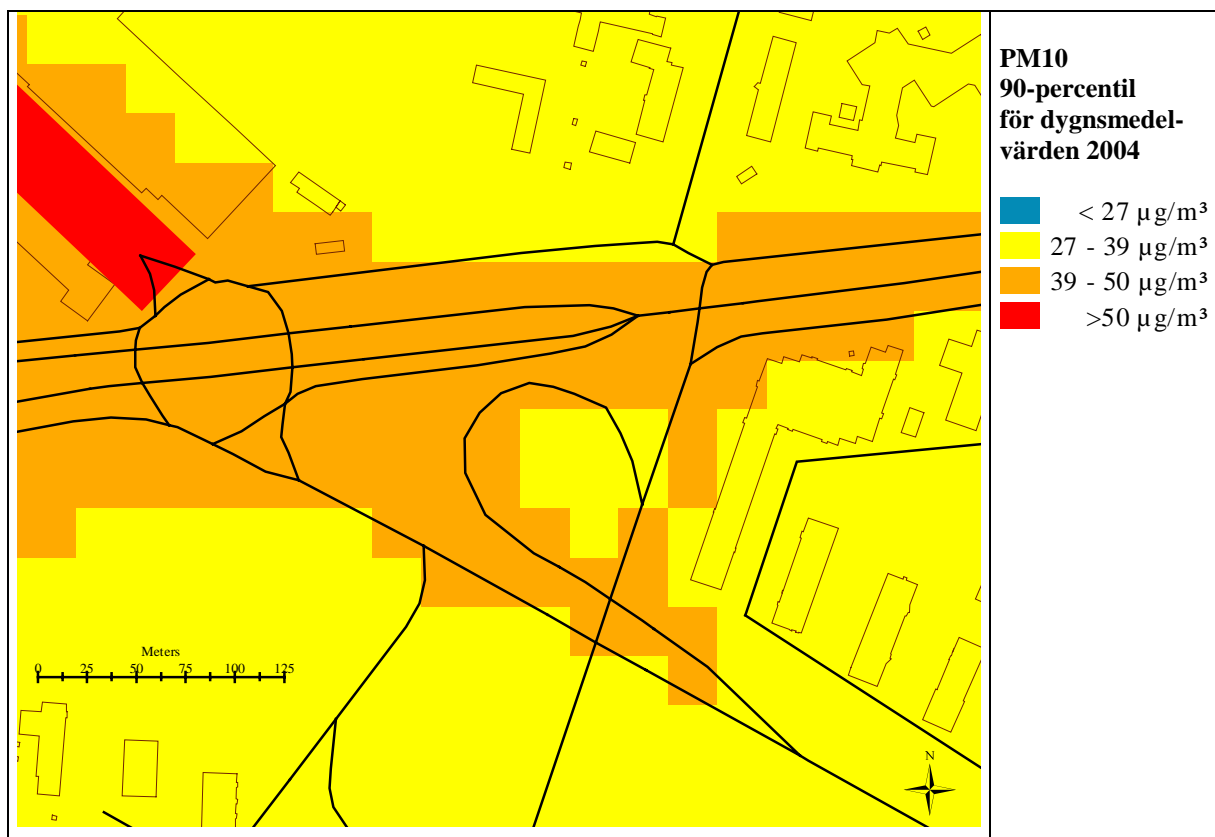 PM10
90-percentil
för dygnsmedel-
värden 2004
< 27 µg/m³
27 - 39 µg/m³
39 - 50 µg/m³
>50 µg/m³
Meters
0 25 50 75 100 125
N